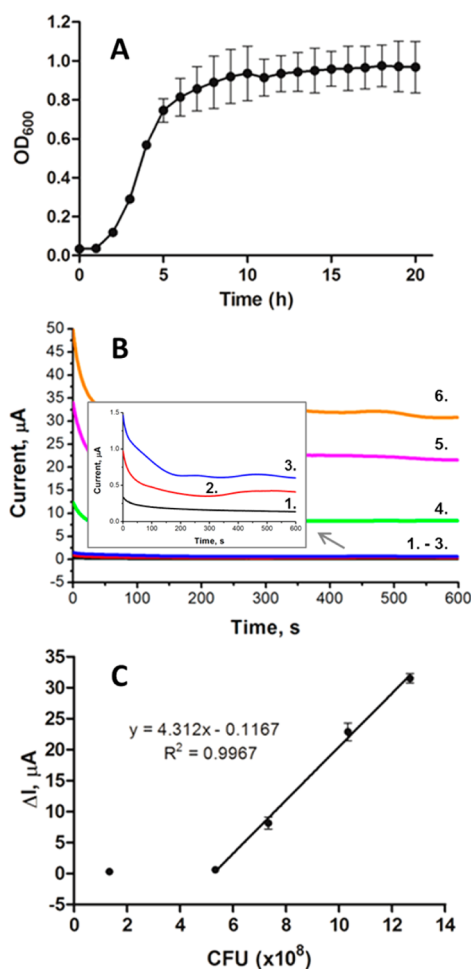 A
OD600
1.2
1.0
0.8
0.6
0.4
0.2
0.0
0 5 10 15 20
Time (h)
B
Current, µA
50
45
40
35
30
25
20
15
10
5
0
-5
6.
5.
4.
1. - 3.
Current, µA
1.5
1.0
0.5
0.0
3.
2.
1.
0 100 200 300 400 500 600
Time, s
0 100 200 300 400 500 600
Time, s
C
ΔI, µA
35
30
25
20
15
10
5
0
-5
y = 4.312x - 0.1167
R² = 0.9967
0 2 4 6 8 10 12 14
CFU (x10⁸)